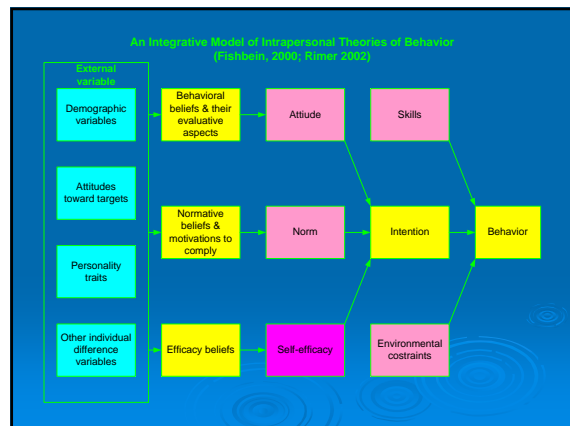 An Integrative Model of Intrapersonal Theories of Behavior
(Fishbein, 2000; Rimer 2002)
External
variable
Demographic
variables
Attitudes
toward targets
Personality
traits
Other individual
difference
variables
Behavioral
beliefs & their
evaluative
aspects
Normative
beliefs &
motivations to
comply
Efficacy beliefs
Attiude
Norm
Self-efficacy
Skills
Intention
Environmental
costraints
Behavior